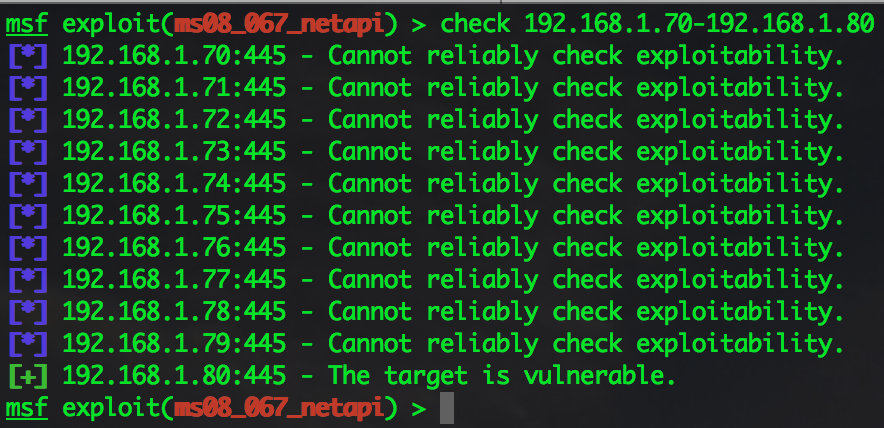 msf exploit(ms08_067_netapi) > check 192.168.1.70-192.168.1.80
[*] 192.168.1.70:445 - Cannot reliably check exploitability.
[*] 192.168.1.71:445 - Cannot reliably check exploitability.
[*] 192.168.1.72:445 - Cannot reliably check exploitability.
[*] 192.168.1.73:445 - Cannot reliably check exploitability.
[*] 192.168.1.74:445 - Cannot reliably check exploitability.
[*] 192.168.1.75:445 - Cannot reliably check exploitability.
[*] 192.168.1.76:445 - Cannot reliably check exploitability.
[*] 192.168.1.77:445 - Cannot reliably check exploitability.
[*] 192.168.1.78:445 - Cannot reliably check exploitability.
[*] 192.168.1.79:445 - Cannot reliably check exploitability.
[+] 192.168.1.80:445 - The target is vulnerable.
msf exploit(ms08_067_netapi) >